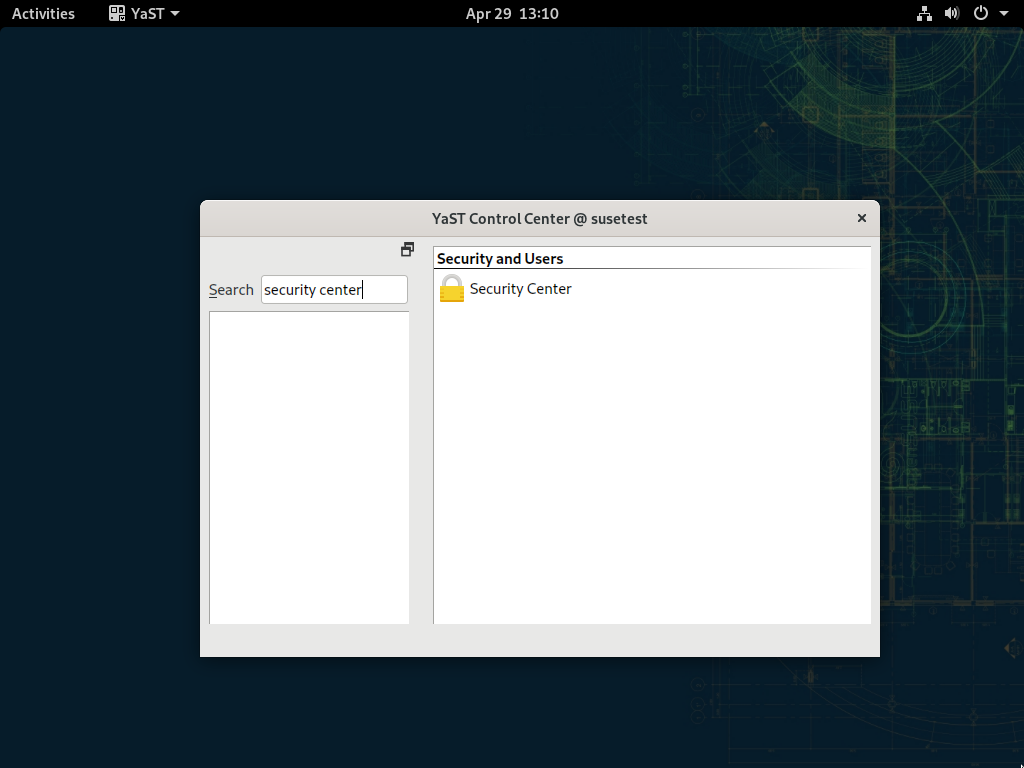 Activities YaST Apr 29 13:10
YaST Control Center @ susetest
Search security center
Security and Users
Security Center